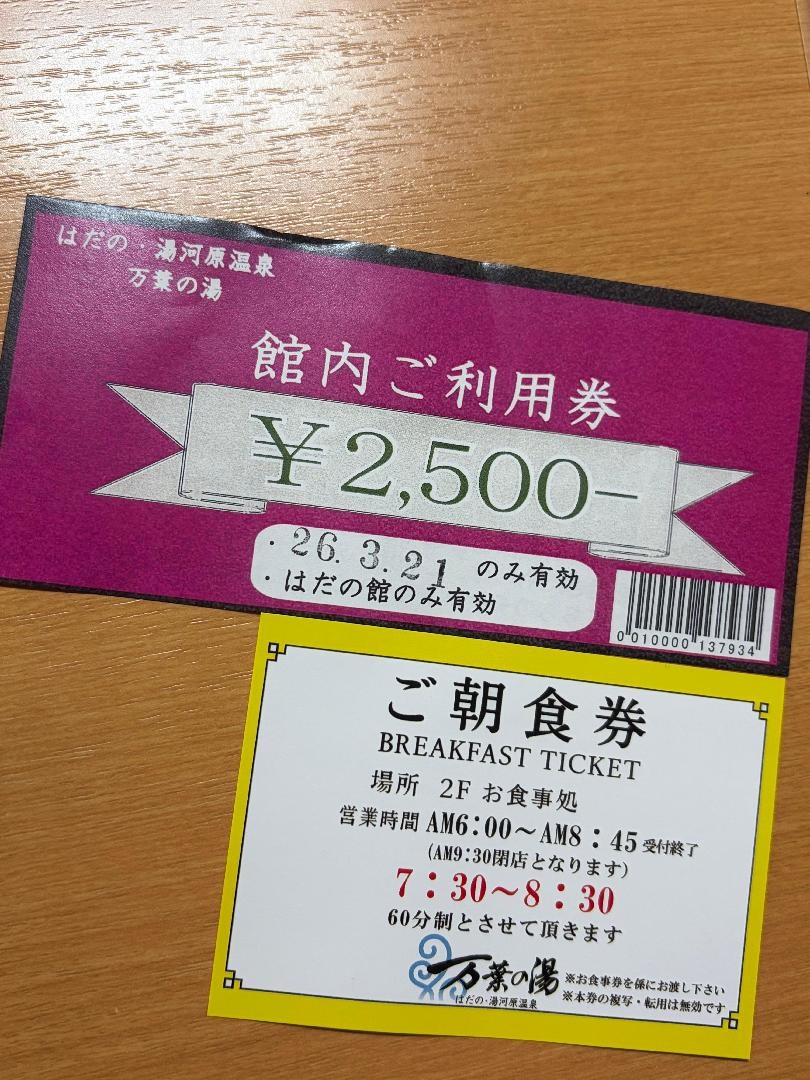 はだの・湯河原温泉
万葉の湯
館内ご利用券
¥2,500-
・26.3.21 のみ有効
・はだの館のみ有効
0 010000 137934
ご朝食券
BREAKFAST TICKET
場所 2F お食事処
営業時間 AM6:00～AM8:45 受付終了
(AM9:30閉店となります)
7:30～8:30
60分制とさせて頂きます
万葉の湯
はだの・湯河原温泉
※お食事券を係にお渡し下さい
※本券の複写・転用は無効です